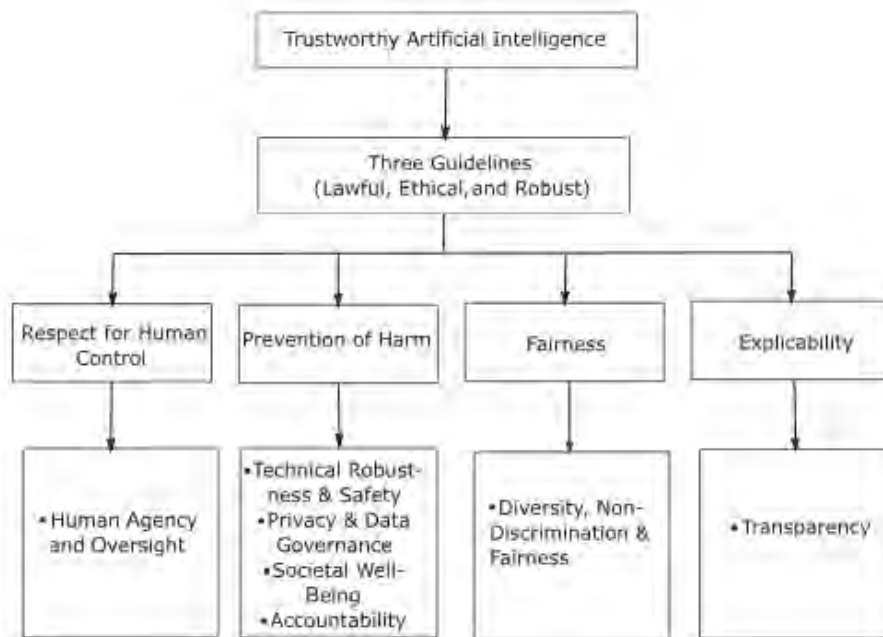 Trustworthy Artificial Intelligence
Three Guidelines
(Lawful, Ethical, and Robust)
Respect for Human
Control
Prevention of Harm
Fairness
Explicability
•Human Agency
and Oversight
•Technical Robust-
ness & Safety
•Privacy & Data
Governance
•Societal Well-
Being
•Accountability
•Diversity, Non-
Discrimination &
Fairness
•Transparency